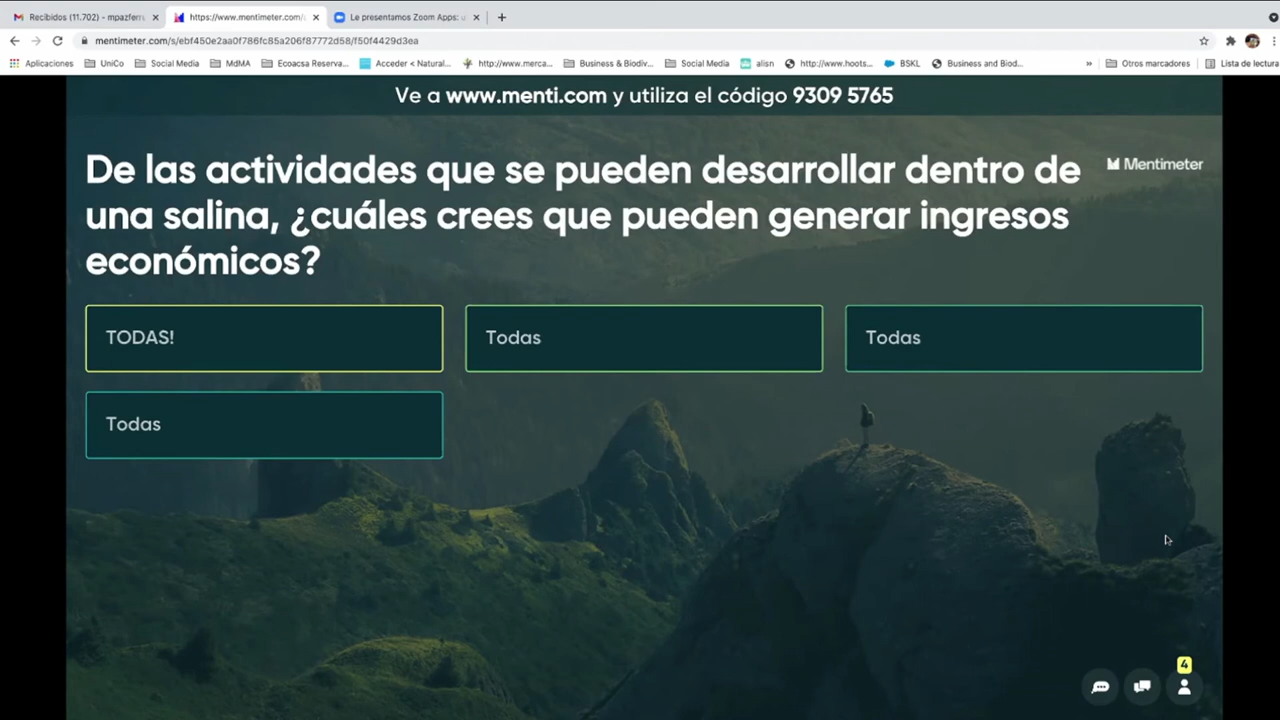 Recibidos (11.702) - mpazferr
https://www.mentimeter.com/
Le presentamos Zoom Apps: u
mentimeter.com/s/ebf450e2aa0f786fc85a206f87772d58/f50f4429d3ea
Aplicaciones
UniCo
Social Media
MdMA
Ecoacsa Reserva...
Acceder < Natural...
http://www.merca...
Business & Biodiv...
Social Media
alisn
http://www.hoots...
BSKL
Business and Biod...
»
Otros marcadores
Lista de lectura
Ve a www.menti.com y utiliza el código 9309 5765
De las actividades que se pueden desarrollar dentro de
una salina, ¿cuáles crees que pueden generar ingresos
económicos?
Mentimeter
TODAS!
Todas
Todas
Todas
4